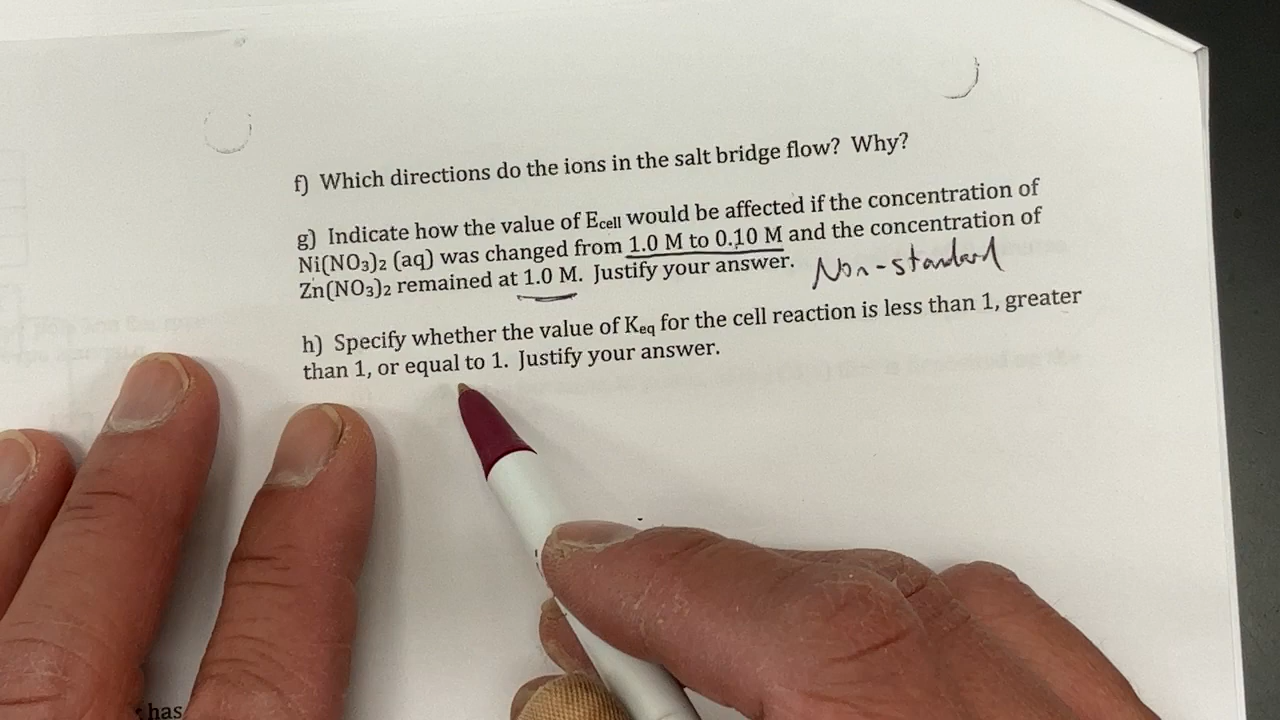 f) Which directions do the ions in the salt bridge flow? Why?
g) Indicate how the value of Ecell would be affected if the concentration of
Ni(NO3)2 (aq) was changed from 1.0 M to 0.10 M and the concentration of
Zn(NO3)2 remained at 1.0 M. Justify your answer. Non-standard
h) Specify whether the value of Keq for the cell reaction is less than 1, greater
than 1, or equal to 1. Justify your answer.
has